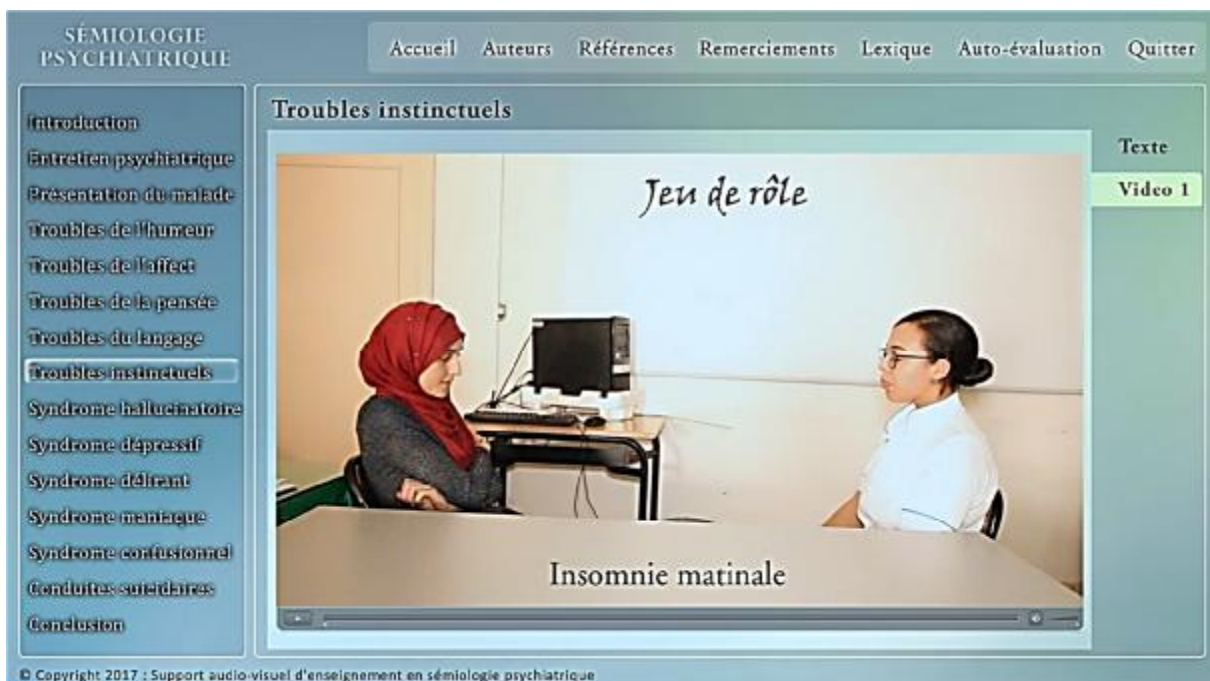 SÉMIOLOGIE
PSYCHIATRIQUE
Accueil Auteurs Références Remerciements Lexique Auto-évaluation Quitter
Introduction
Entretien psychiatrique
Présentation du malade
Troubles de l'humeur
Troubles de l'affect
Troubles de la pensée
Troubles du langage
Troubles instinctuels
Syndrome hallucinatoire
Syndrome dépressif
Syndrome délirant
Syndrome maniaque
Syndrome confusionnel
Conduites suicidaires
Conclusion
Troubles instinctuels
Jeu de rôle
Insomnie matinale
Texte
Video 1
© Copyright 2017 : Support audio-visuel d'enseignement en sémiologie psychiatrique